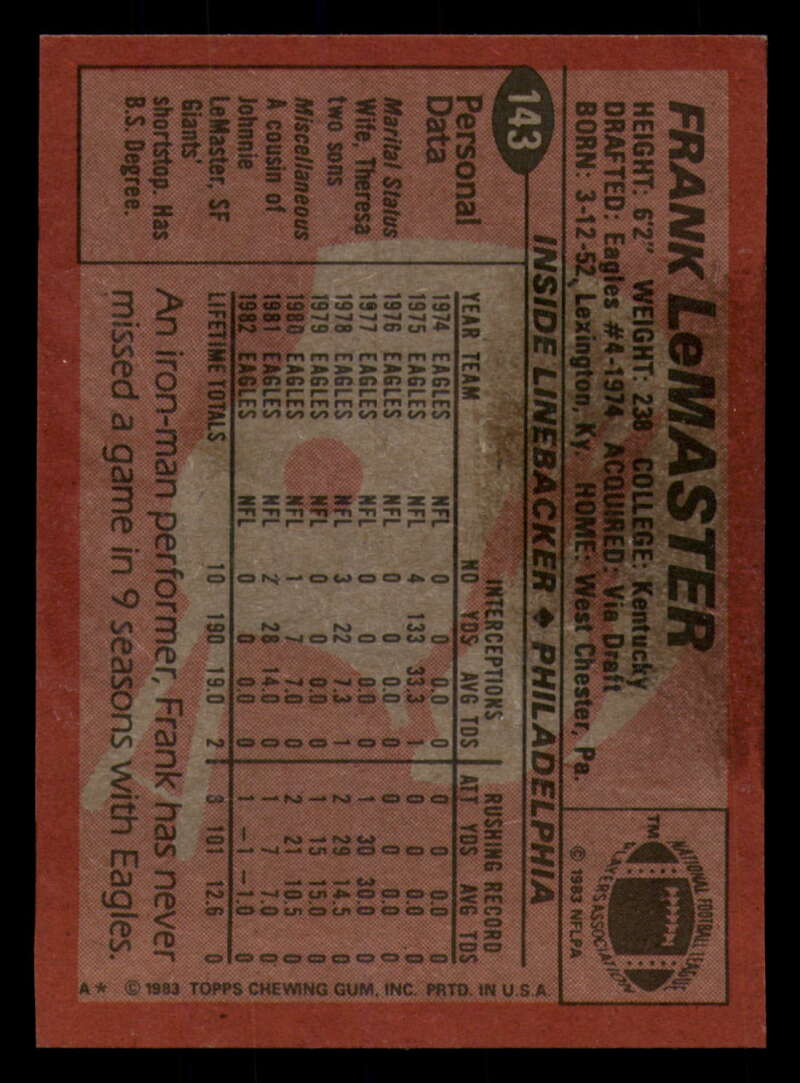 143
FRANK LeMASTER
HEIGHT: 6'2" WEIGHT: 238 COLLEGE: Kentucky
DRAFTED: Eagles #4-1974 ACQUIRED: Via Draft
BORN: 3-12-52, Lexington, Ky. HOME: West Chester, Pa.
INSIDE LINEBACKER ♦ PHILADELPHIA
NATIONAL FOOTBALL LEAGUE
PLAYERS ASSOCIATION
TM
© 1983 NFLPA
Personal
Data
Marital Status
Wife, Theresa
two sons
Miscellaneous
A cousin of
Johnnie
LeMaster, SF
Giants'
shortstop. Has
B.S. Degree.
INTERCEPTIONS RUSHING RECORD
YEAR TEAM NO YDS AVG TDS ATT YDS AVG TDS
1974 EAGLES NFL 0 0 0.0 0 0 0 0.0 0
1975 EAGLES NFL 4 133 33.3 1 0 0 0.0 0
1976 EAGLES NFL 0 0 0.0 0 0 0 0.0 0
1977 EAGLES NFL 0 0 0.0 0 1 30 30.0 0
1978 EAGLES NFL 3 22 7.3 1 2 29 14.5 0
1979 EAGLES NFL 0 0 0.0 0 1 15 15.0 0
1980 EAGLES NFL 1 7 7.0 0 2 21 10.5 0
1981 EAGLES NFL 2 28 14.0 0 1 7 7.0 0
1982 EAGLES NFL 0 0 0.0 0 1 -1 -1.0 0
LIFETIME TOTALS 10 190 19.0 2 8 101 12.6 0
An iron-man performer, Frank has never
missed a game in 9 seasons with Eagles.
A* © 1983 TOPPS CHEWING GUM, INC. PRTD. IN U.S.A.